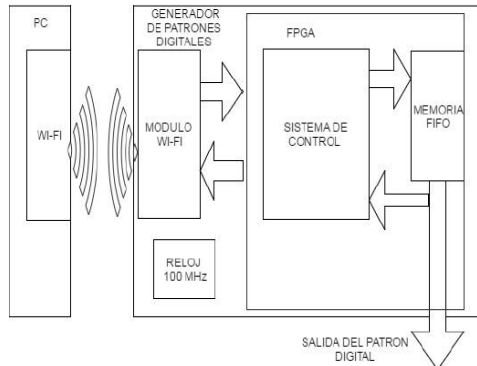 PC
GENERADOR
DE PATRONES
DIGITALES
FPGA
WI-FI
MODULO
WI-FI
SISTEMA DE
CONTROL
MEMORIA
FIFO
RELOJ
100 MHz
SALIDA DEL PATRON
DIGITAL